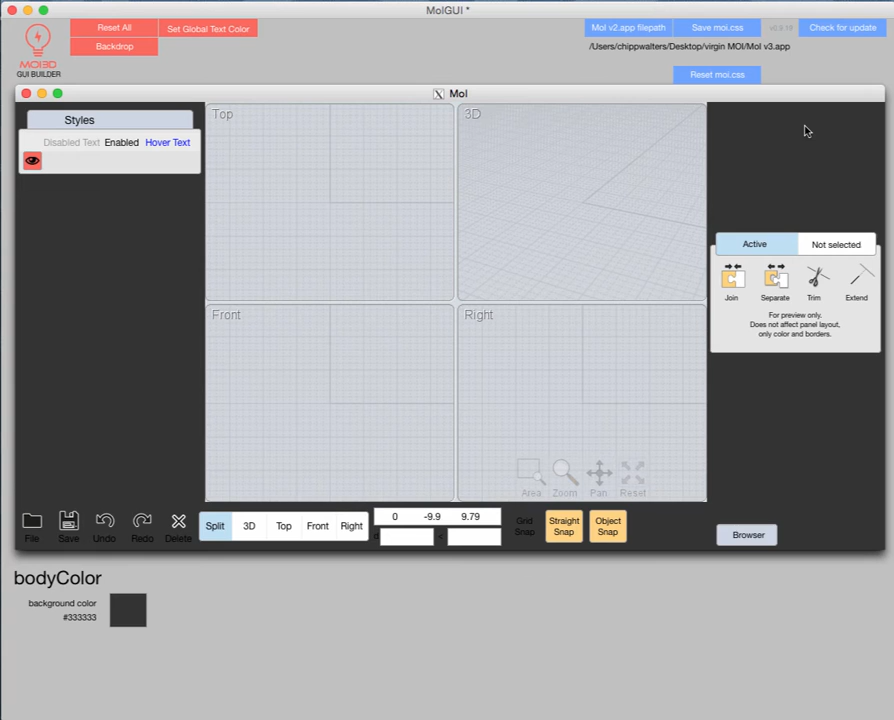 MoIGUI *
Reset All
Set Global Text Color
Backdrop
MOI3D
GUI BUILDER
MoI v2.app filepath
Save moi.css
v0.9.19
Check for update
/Users/chippwalters/Desktop/virgin MOI/MoI v3.app
Reset moi.css
X MoI
Styles
Disabled Text Enabled Hover Text
Top
3D
Front
Right
Active
Not selected
Join
Separate
Trim
Extend
For preview only.
Does not affect panel layout,
only color and borders.
Area
Zoom
Pan
Reset
File
Save
Undo
Redo
Delete
Split
3D
Top
Front
Right
0 -9.9 9.79
d
<
Grid
Snap
Straight
Snap
Object
Snap
Browser
bodyColor
background color
#333333